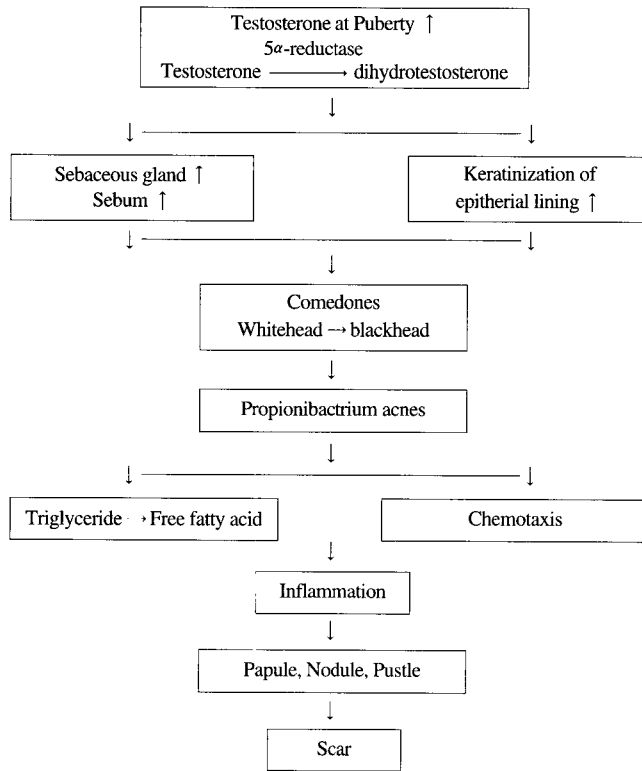 Testosterone at Puberty ↑
5α-reductase
Testosterone ⟶ dihydrotestosterone
↓
↓ ↓
Sebaceous gland ↑
Sebum ↑
Keratinization of
epitherial lining ↑
↓ ↓
↓
Comedones
Whitehead → blackhead
↓
Propionibactrium acnes
↓
↓ ↓
Triglyceride → Free fatty acid
Chemotaxis
↓
Inflammation
↓
Papule, Nodule, Pustle
↓
Scar